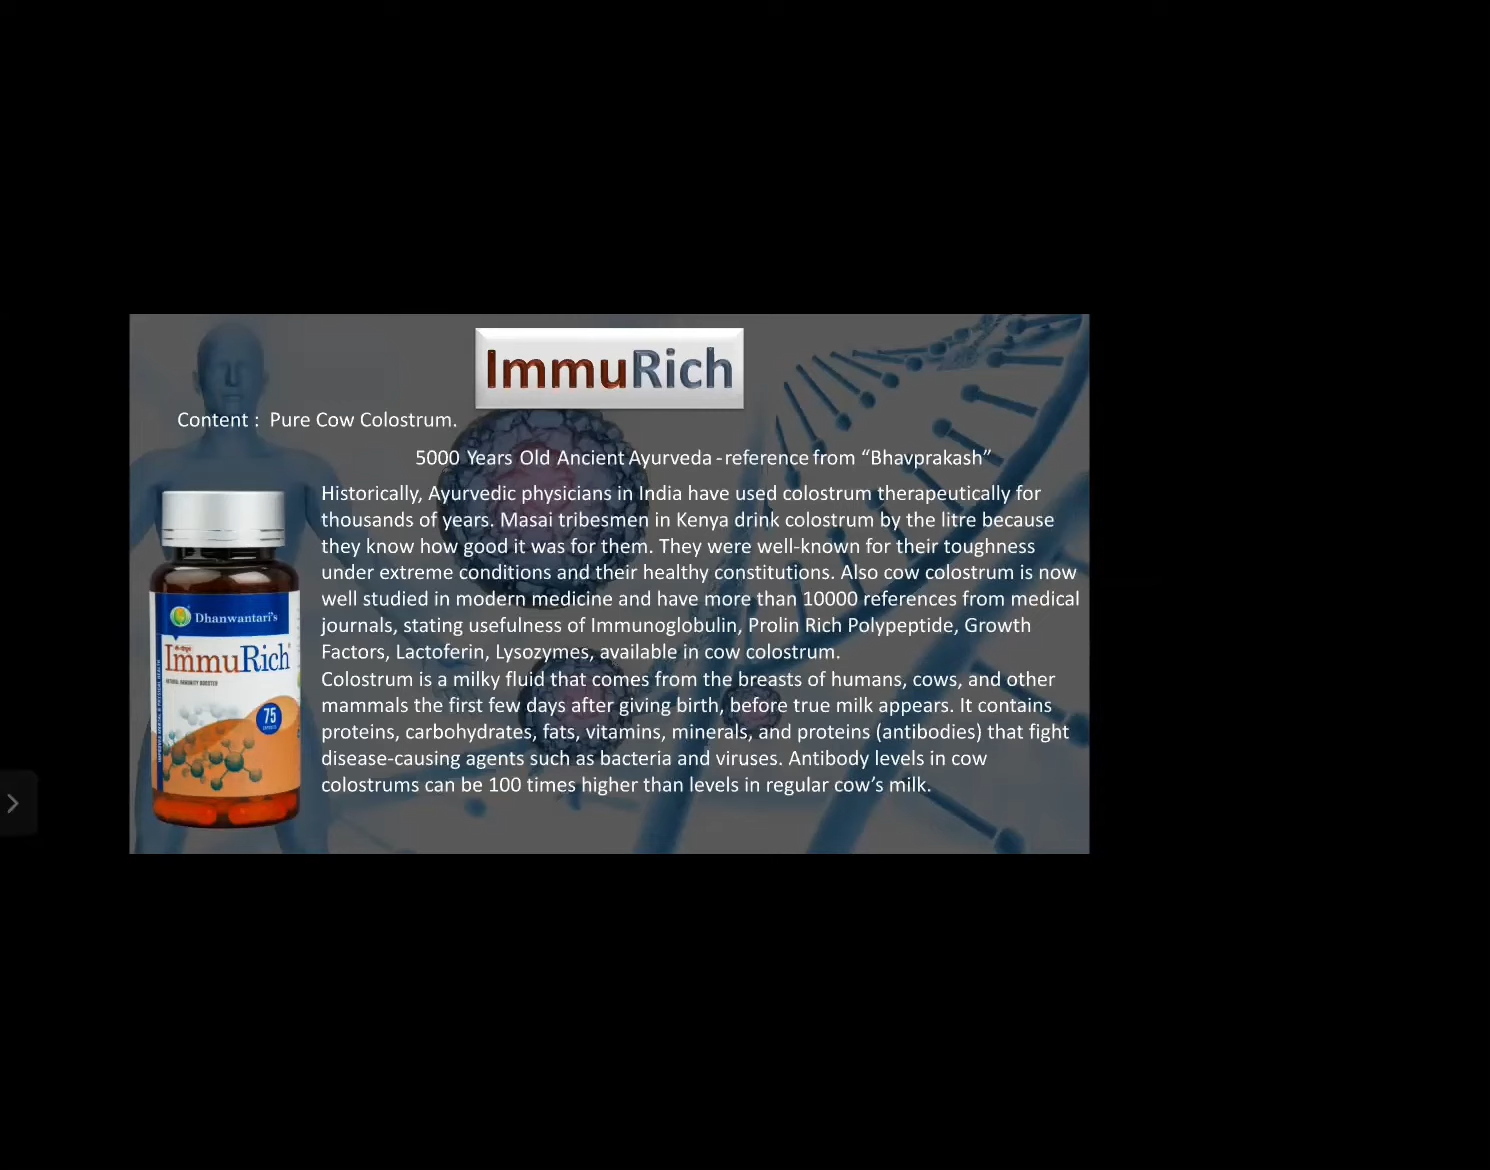 ImmuRich
Content : Pure Cow Colostrum.
5000 Years Old Ancient Ayurveda - reference from “Bhavprakash”
Historically, Ayurvedic physicians in India have used colostrum therapeutically for
thousands of years. Masai tribesmen in Kenya drink colostrum by the litre because
they know how good it was for them. They were well-known for their toughness
under extreme conditions and their healthy constitutions. Also cow colostrum is now
well studied in modern medicine and have more than 10000 references from medical
journals, stating usefulness of Immunoglobulin, Prolin Rich Polypeptide, Growth
Factors, Lactoferin, Lysozymes, available in cow colostrum.
Colostrum is a milky fluid that comes from the breasts of humans, cows, and other
mammals the first few days after giving birth, before true milk appears. It contains
proteins, carbohydrates, fats, vitamins, minerals, and proteins (antibodies) that fight
disease-causing agents such as bacteria and viruses. Antibody levels in cow
colostrums can be 100 times higher than levels in regular cow’s milk.
Dhanwantari's
ImmuRich
NATURAL IMMUNITY BOOSTER
75